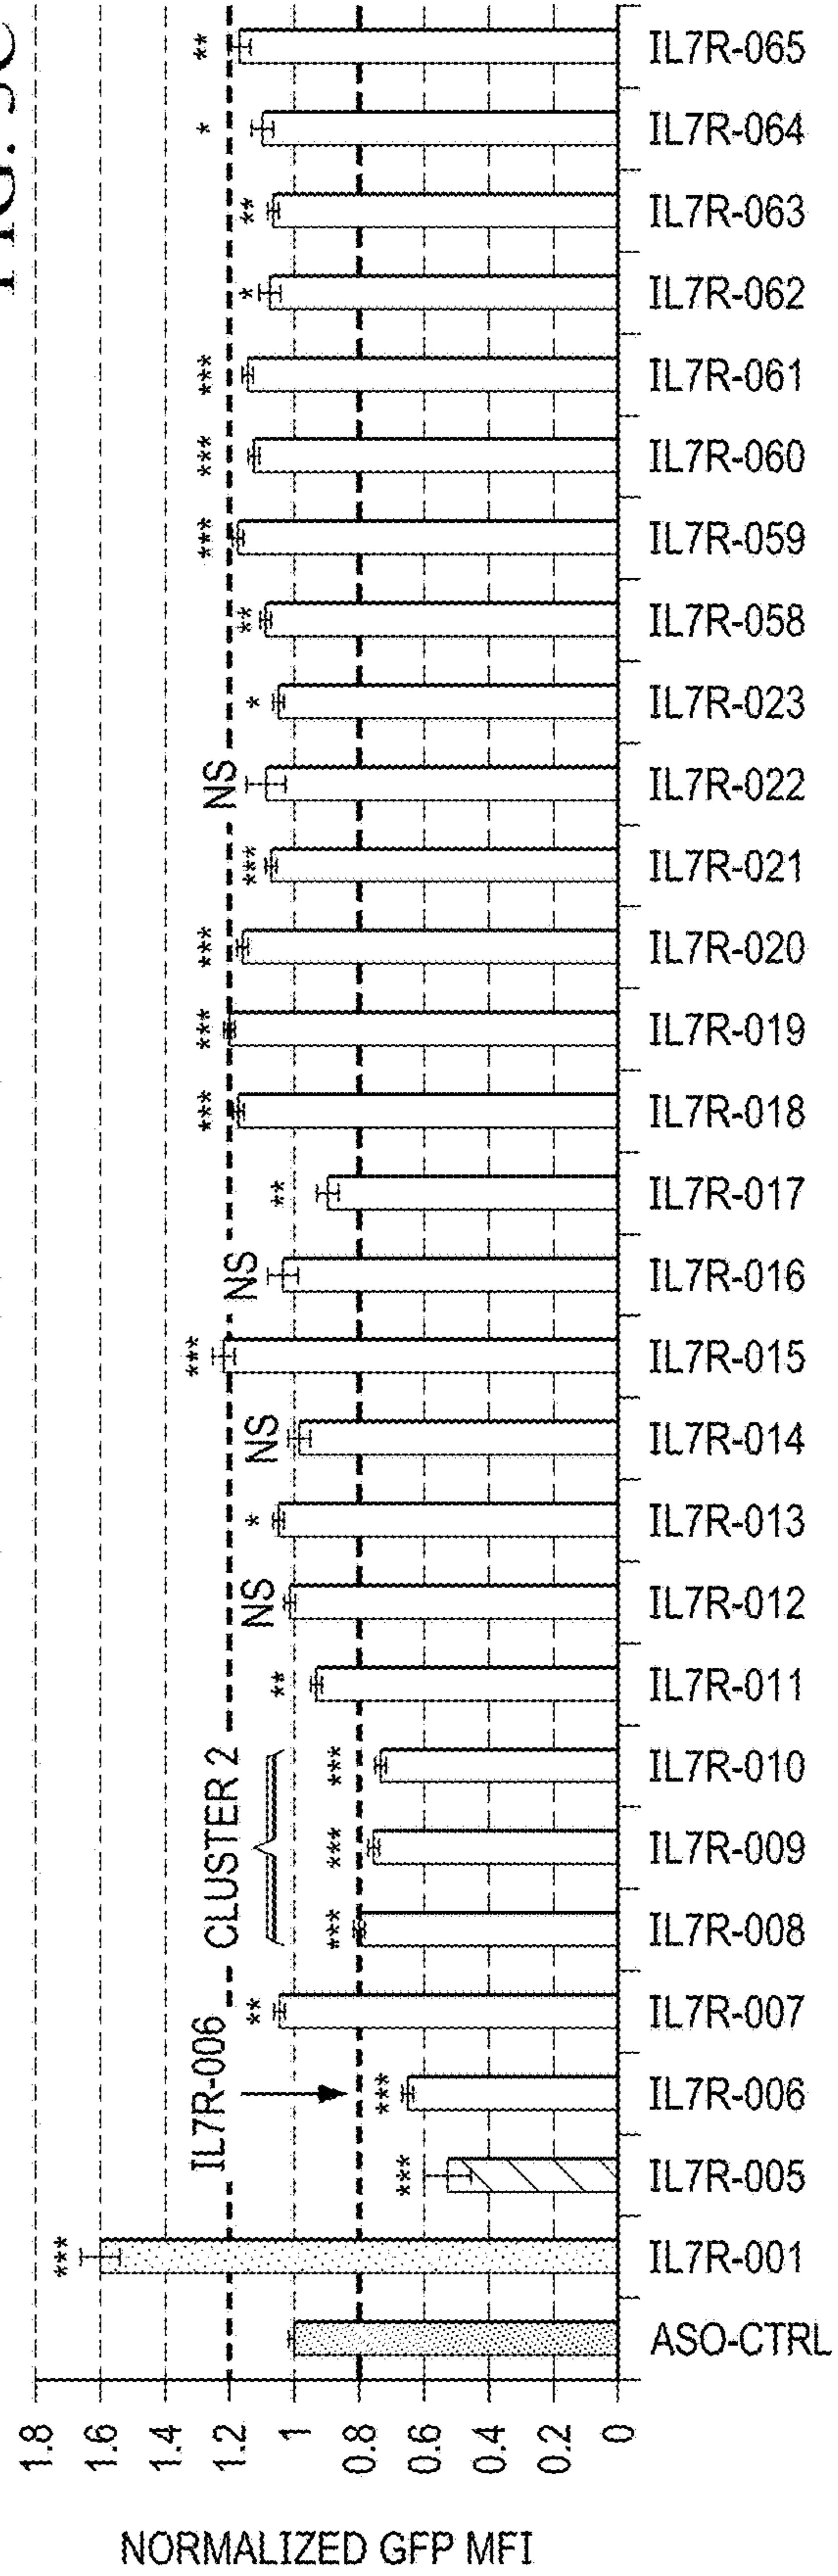 ** IL7R-065
* IL7R-064
** IL7R-063
* IL7R-062
*** IL7R-061
*** IL7R-060
*** IL7R-059
** IL7R-058
* IL7R-023
NS IL7R-022
*** IL7R-021
*** IL7R-020
*** IL7R-019
*** IL7R-018
** IL7R-017
NS IL7R-016
*** IL7R-015
NS IL7R-014
* IL7R-013
NS IL7R-012
** IL7R-011
CLUSTER 2
*** IL7R-010
*** IL7R-009
*** IL7R-008
** IL7R-007
IL7R-006
*** IL7R-006
*** IL7R-005
*** IL7R-001
ASO-CTRL
1.8 1.6 1.4 1.2 1 0.8 0.6 0.4 0.2 0
NORMALIZED GFP MFI